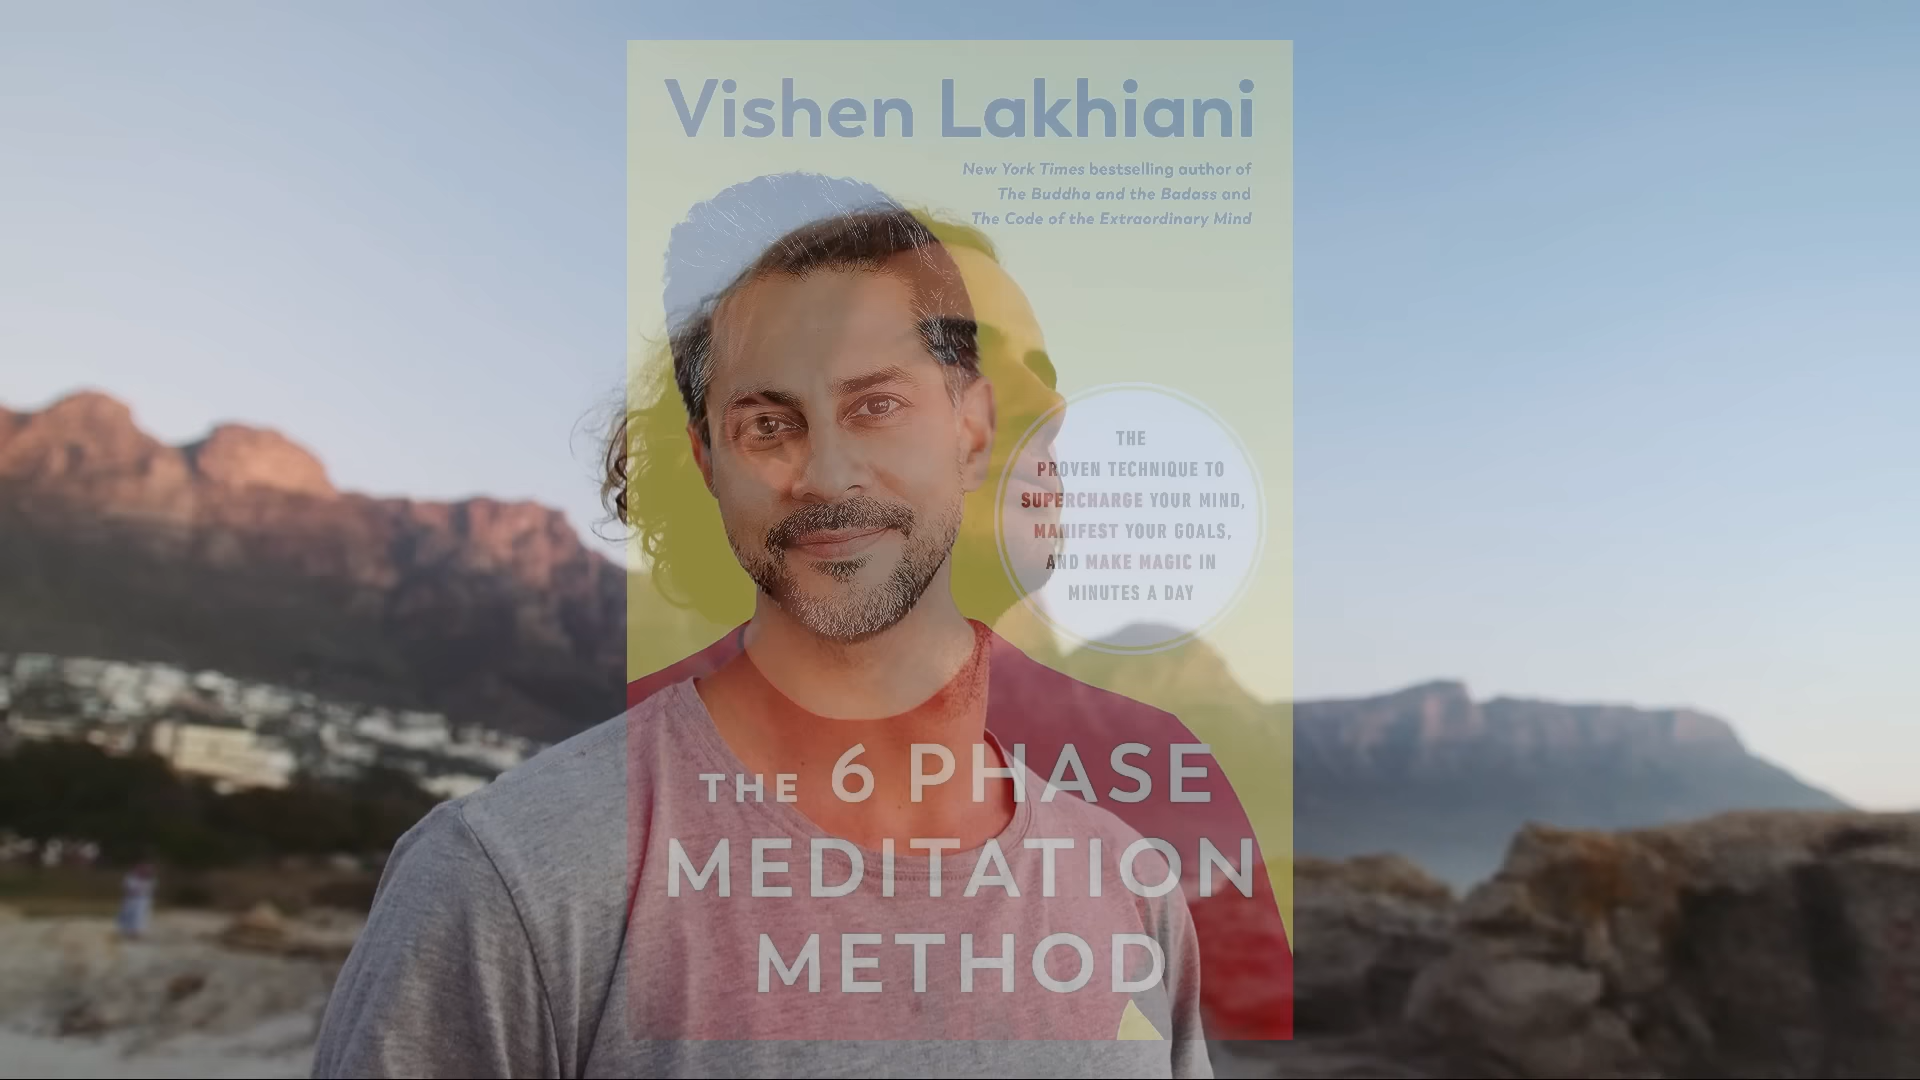 Vishen Lakhiani
New York Times bestselling author of
The Buddha and the Badass and
The Code of the Extraordinary Mind
THE
PROVEN TECHNIQUE TO
SUPERCHARGE YOUR MIND,
MANIFEST YOUR GOALS,
AND MAKE MAGIC IN
MINUTES A DAY
THE 6 PHASE
MEDITATION
METHOD